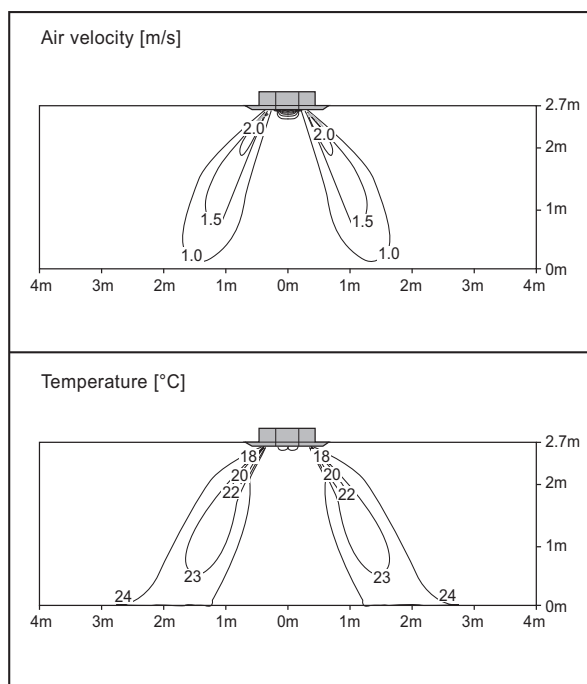 Air velocity [m/s]
2.7m
2.0 2.0
2m
1.5 1.5
1m
1.0 1.0
0m
4m 3m 2m 1m 0m 1m 2m 3m 4m
Temperature [°C]
2.7m
18 18
20 20
2m
22 22
1m
23 23
24 24
0m
4m 3m 2m 1m 0m 1m 2m 3m 4m